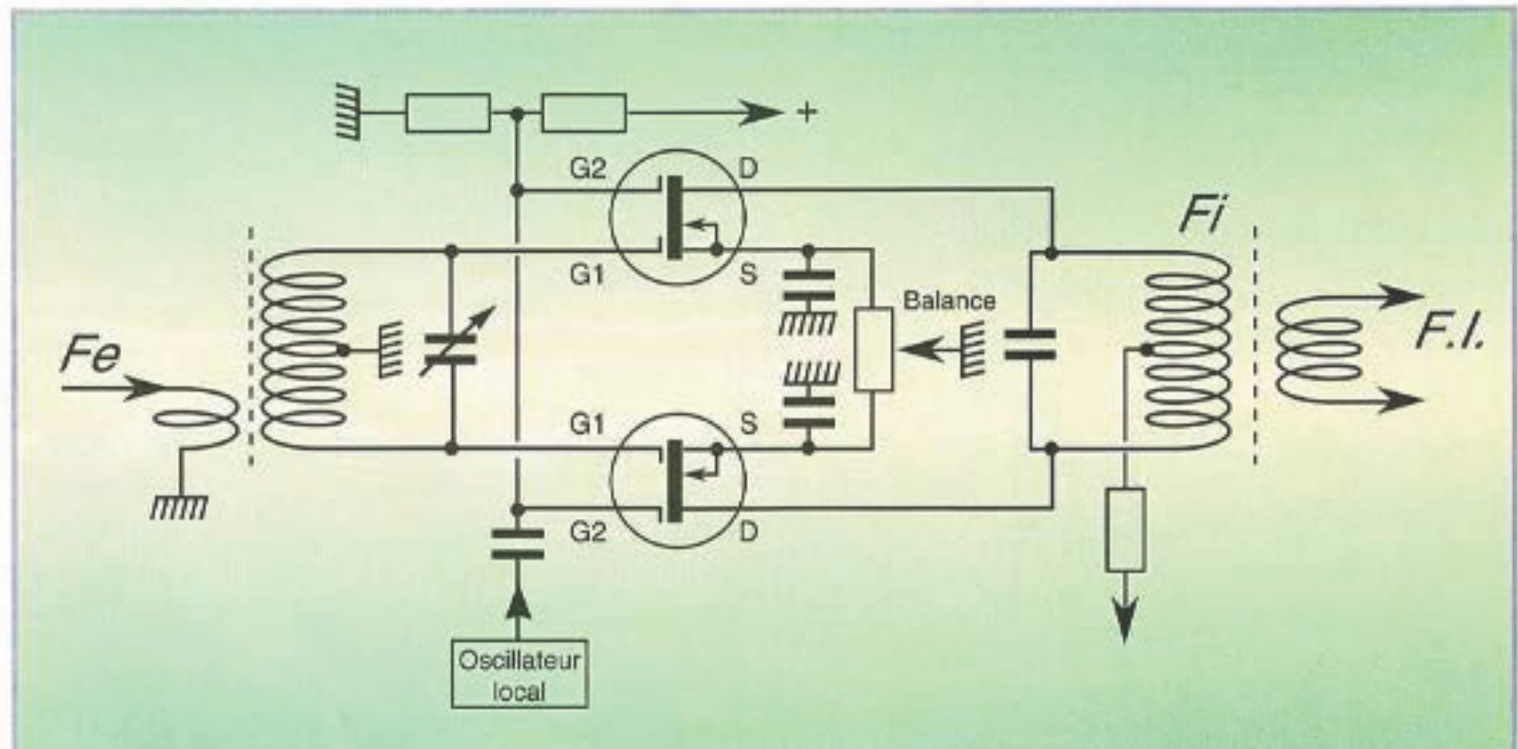 +
G2
D
G1
S
Fi
Fe
Balance
F.I.
G1
S
G2
D
Oscillateur
local